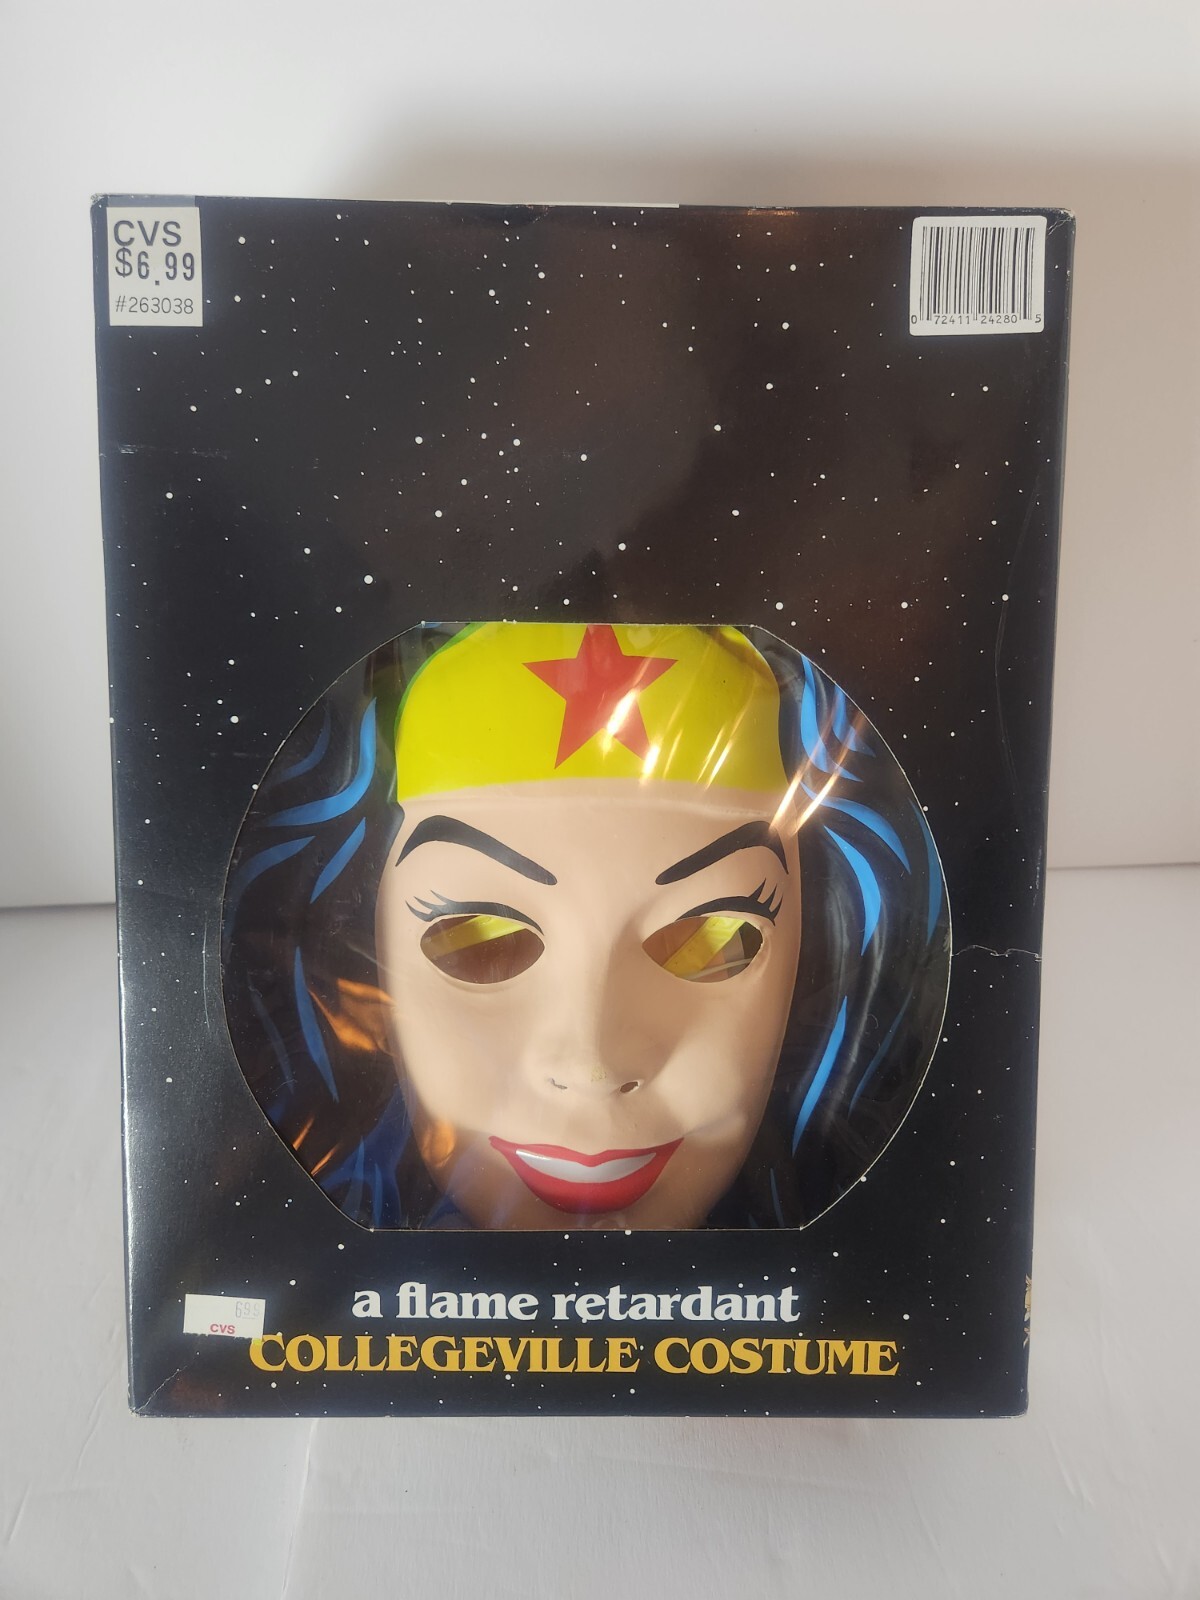 CVS
$6.99
#263038
0 72411 24280 5
a flame retardant
COLLEGEVILLE COSTUME
CVS